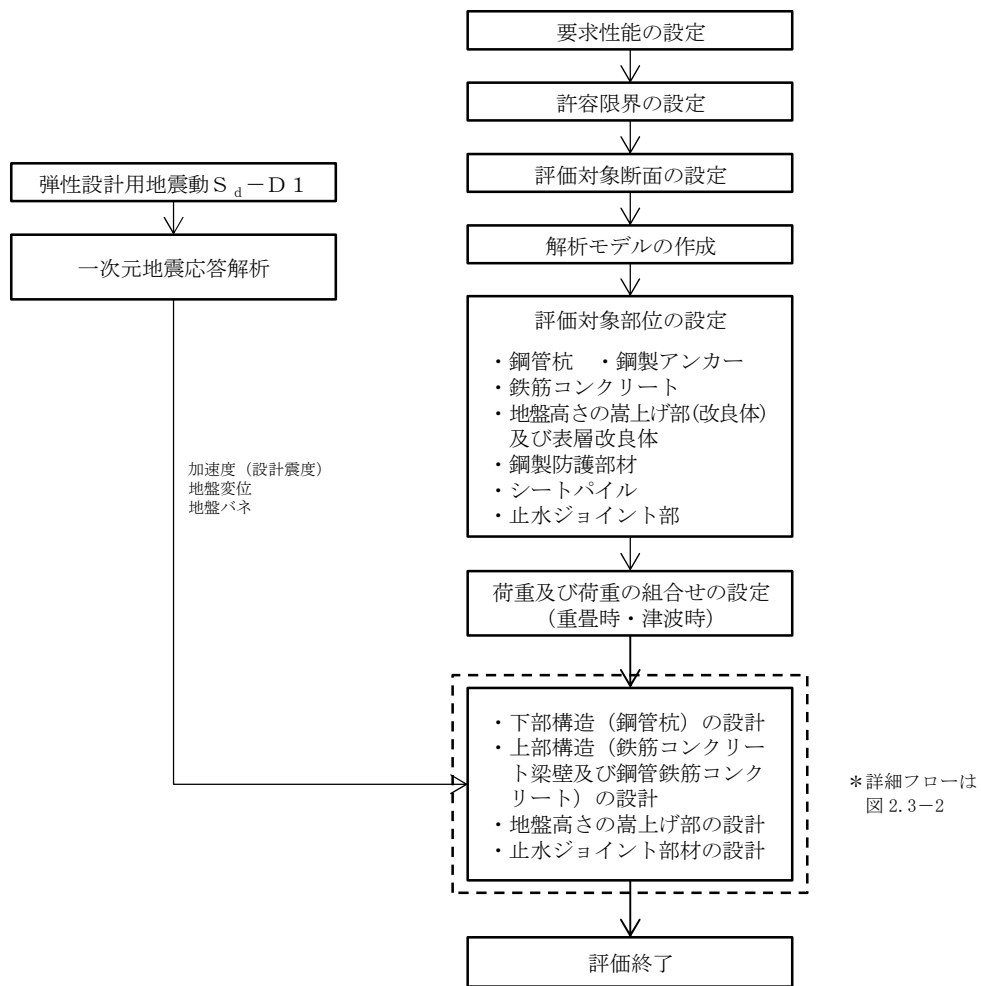 要求性能の設定
許容限界の設定
評価対象断面の設定
解析モデルの作成
弾性設計用地震動Ｓd－Ｄ１
一次元地震応答解析
評価対象部位の設定
・鋼管杭　・鋼製アンカー
・鉄筋コンクリート
・地盤高さの嵩上げ部(改良体)
及び表層改良体
・鋼製防護部材
・シートパイル
・止水ジョイント部
加速度（設計震度）
地盤変位
地盤バネ
荷重及び荷重の組合せの設定
（重畳時・津波時）
・下部構造（鋼管杭）の設計
・上部構造（鉄筋コンクリー
ト梁壁及び鋼管鉄筋コンク
リート）の設計
・地盤高さの嵩上げ部の設計
・止水ジョイント部材の設計
＊詳細フローは
図 2.3－2
評価終了